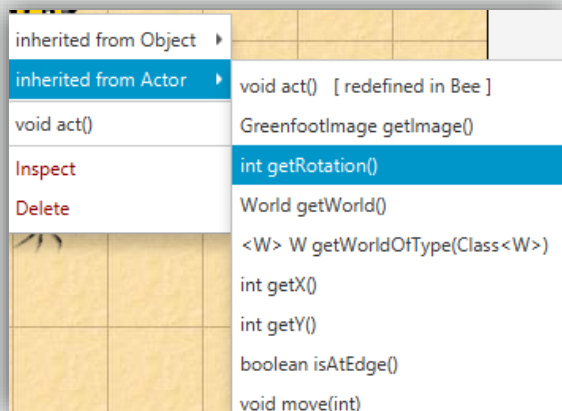 inherited from Object
inherited from Actor
void act()
Inspect
Delete
void act() [ redefined in Bee ]
GreenfootImage getImage()
int getRotation()
World getWorld()
<W> W getWorldOfType(Class<W>)
int getX()
int getY()
boolean isAtEdge()
void move(int)